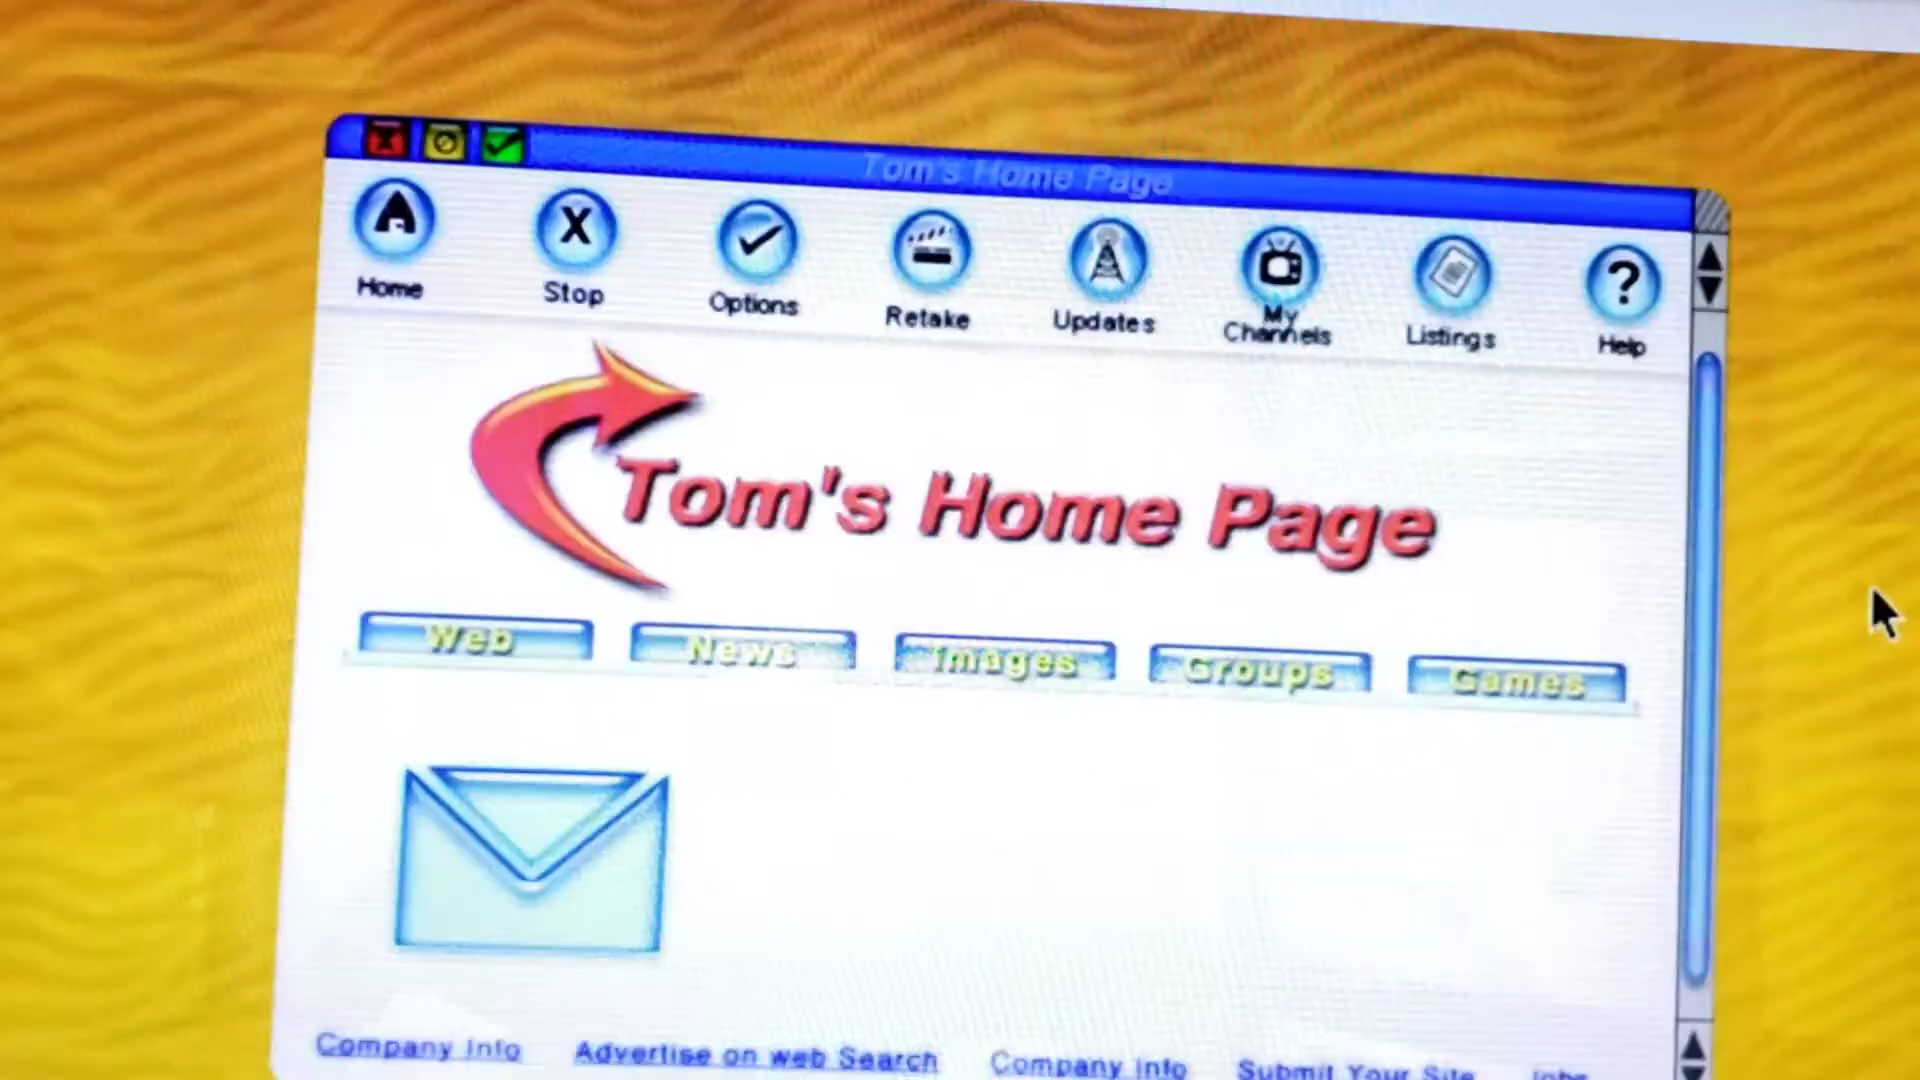 Tom's Home Page
Home Stop Options Retake Updates My Channels Listings Help
Tom's Home Page
Web News Images Groups Games
Company Info Advertise on web Search Company Info Submit Your Site Jobs